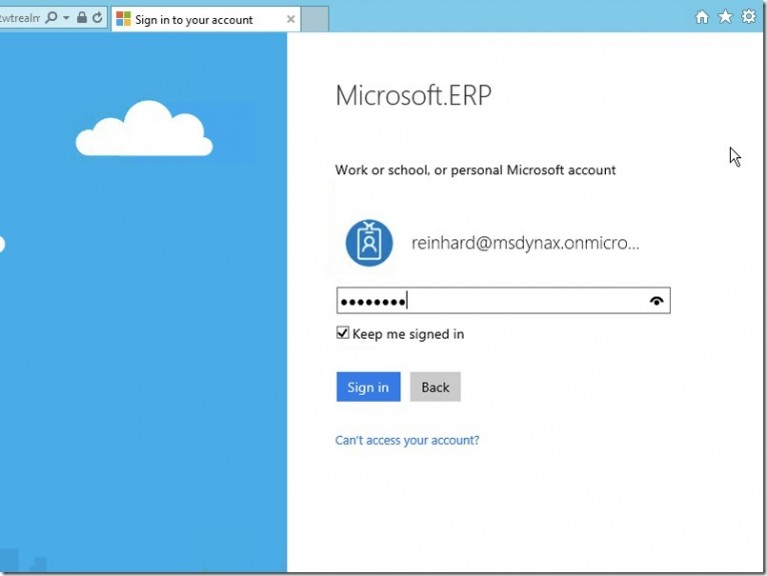 wtrealm
Sign in to your account
Microsoft.ERP
Work or school, or personal Microsoft account
reinhard@msdynax.onmicro...
Keep me signed in
Sign in
Back
Can't access your account?